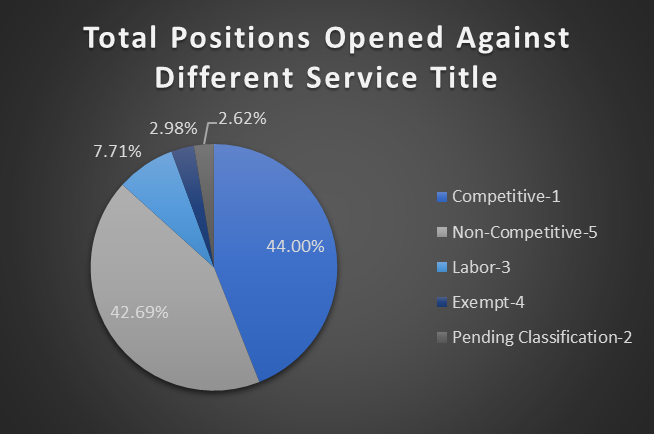 Total Positions Opened Against
Different Service Title
2.62%
2.98%
7.71%
44.00%
42.69%
Competitive-1
Non-Competitive-5
Labor-3
Exempt-4
Pending Classification-2